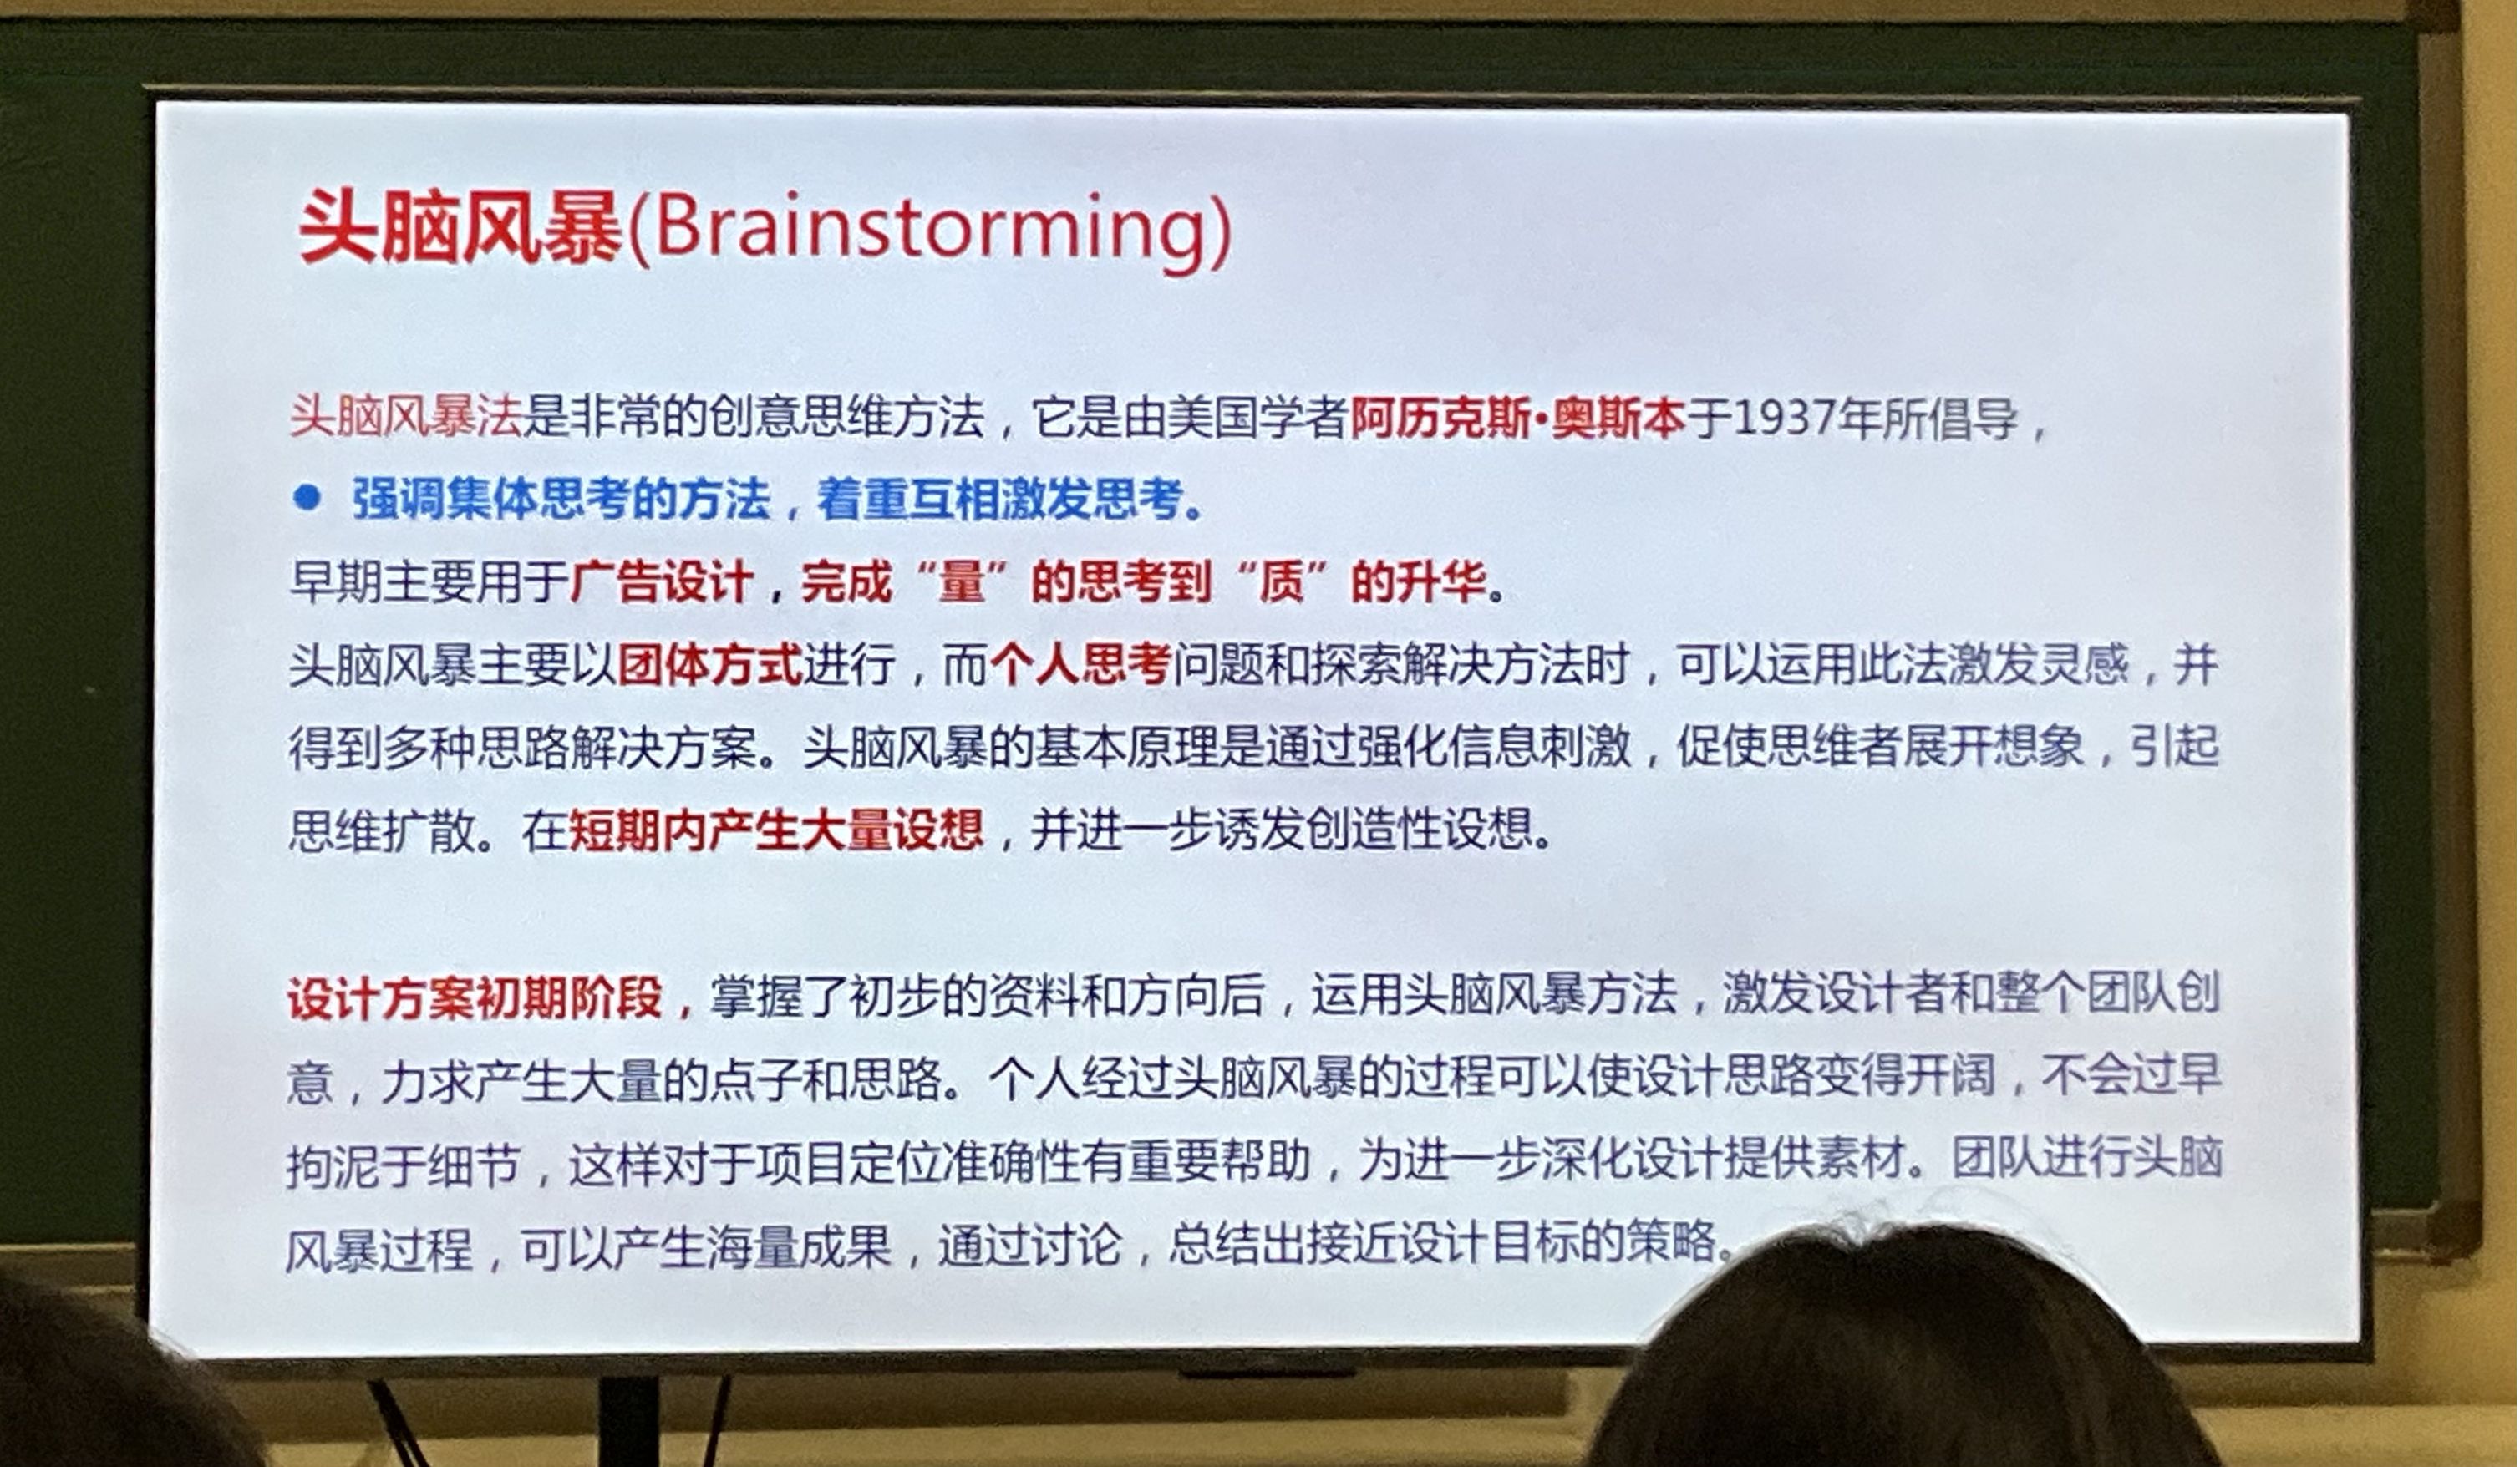 头脑风暴(Brainstorming)
头脑风暴法是非常的创意思维方法，它是由美国学者阿历克斯·奥斯本于1937年所倡导，
● 强调集体思考的方法，着重互相激发思考。
早期主要用于广告设计，完成“量”的思考到“质”的升华。
头脑风暴主要以团体方式进行，而个人思考问题和探索解决方法时，可以运用此法激发灵感，并
得到多种思路解决方案。头脑风暴的基本原理是通过强化信息刺激，促使思维者展开想象，引起
思维扩散。在短期内产生大量设想，并进一步诱发创造性设想。
设计方案初期阶段，掌握了初步的资料和方向后，运用头脑风暴方法，激发设计者和整个团队创
意，力求产生大量的点子和思路。个人经过头脑风暴的过程可以使设计思路变得开阔，不会过早
拘泥于细节，这样对于项目定位准确性有重要帮助，为进一步深化设计提供素材。团队进行头脑
风暴过程，可以产生海量成果，通过讨论，总结出接近设计目标的策略。